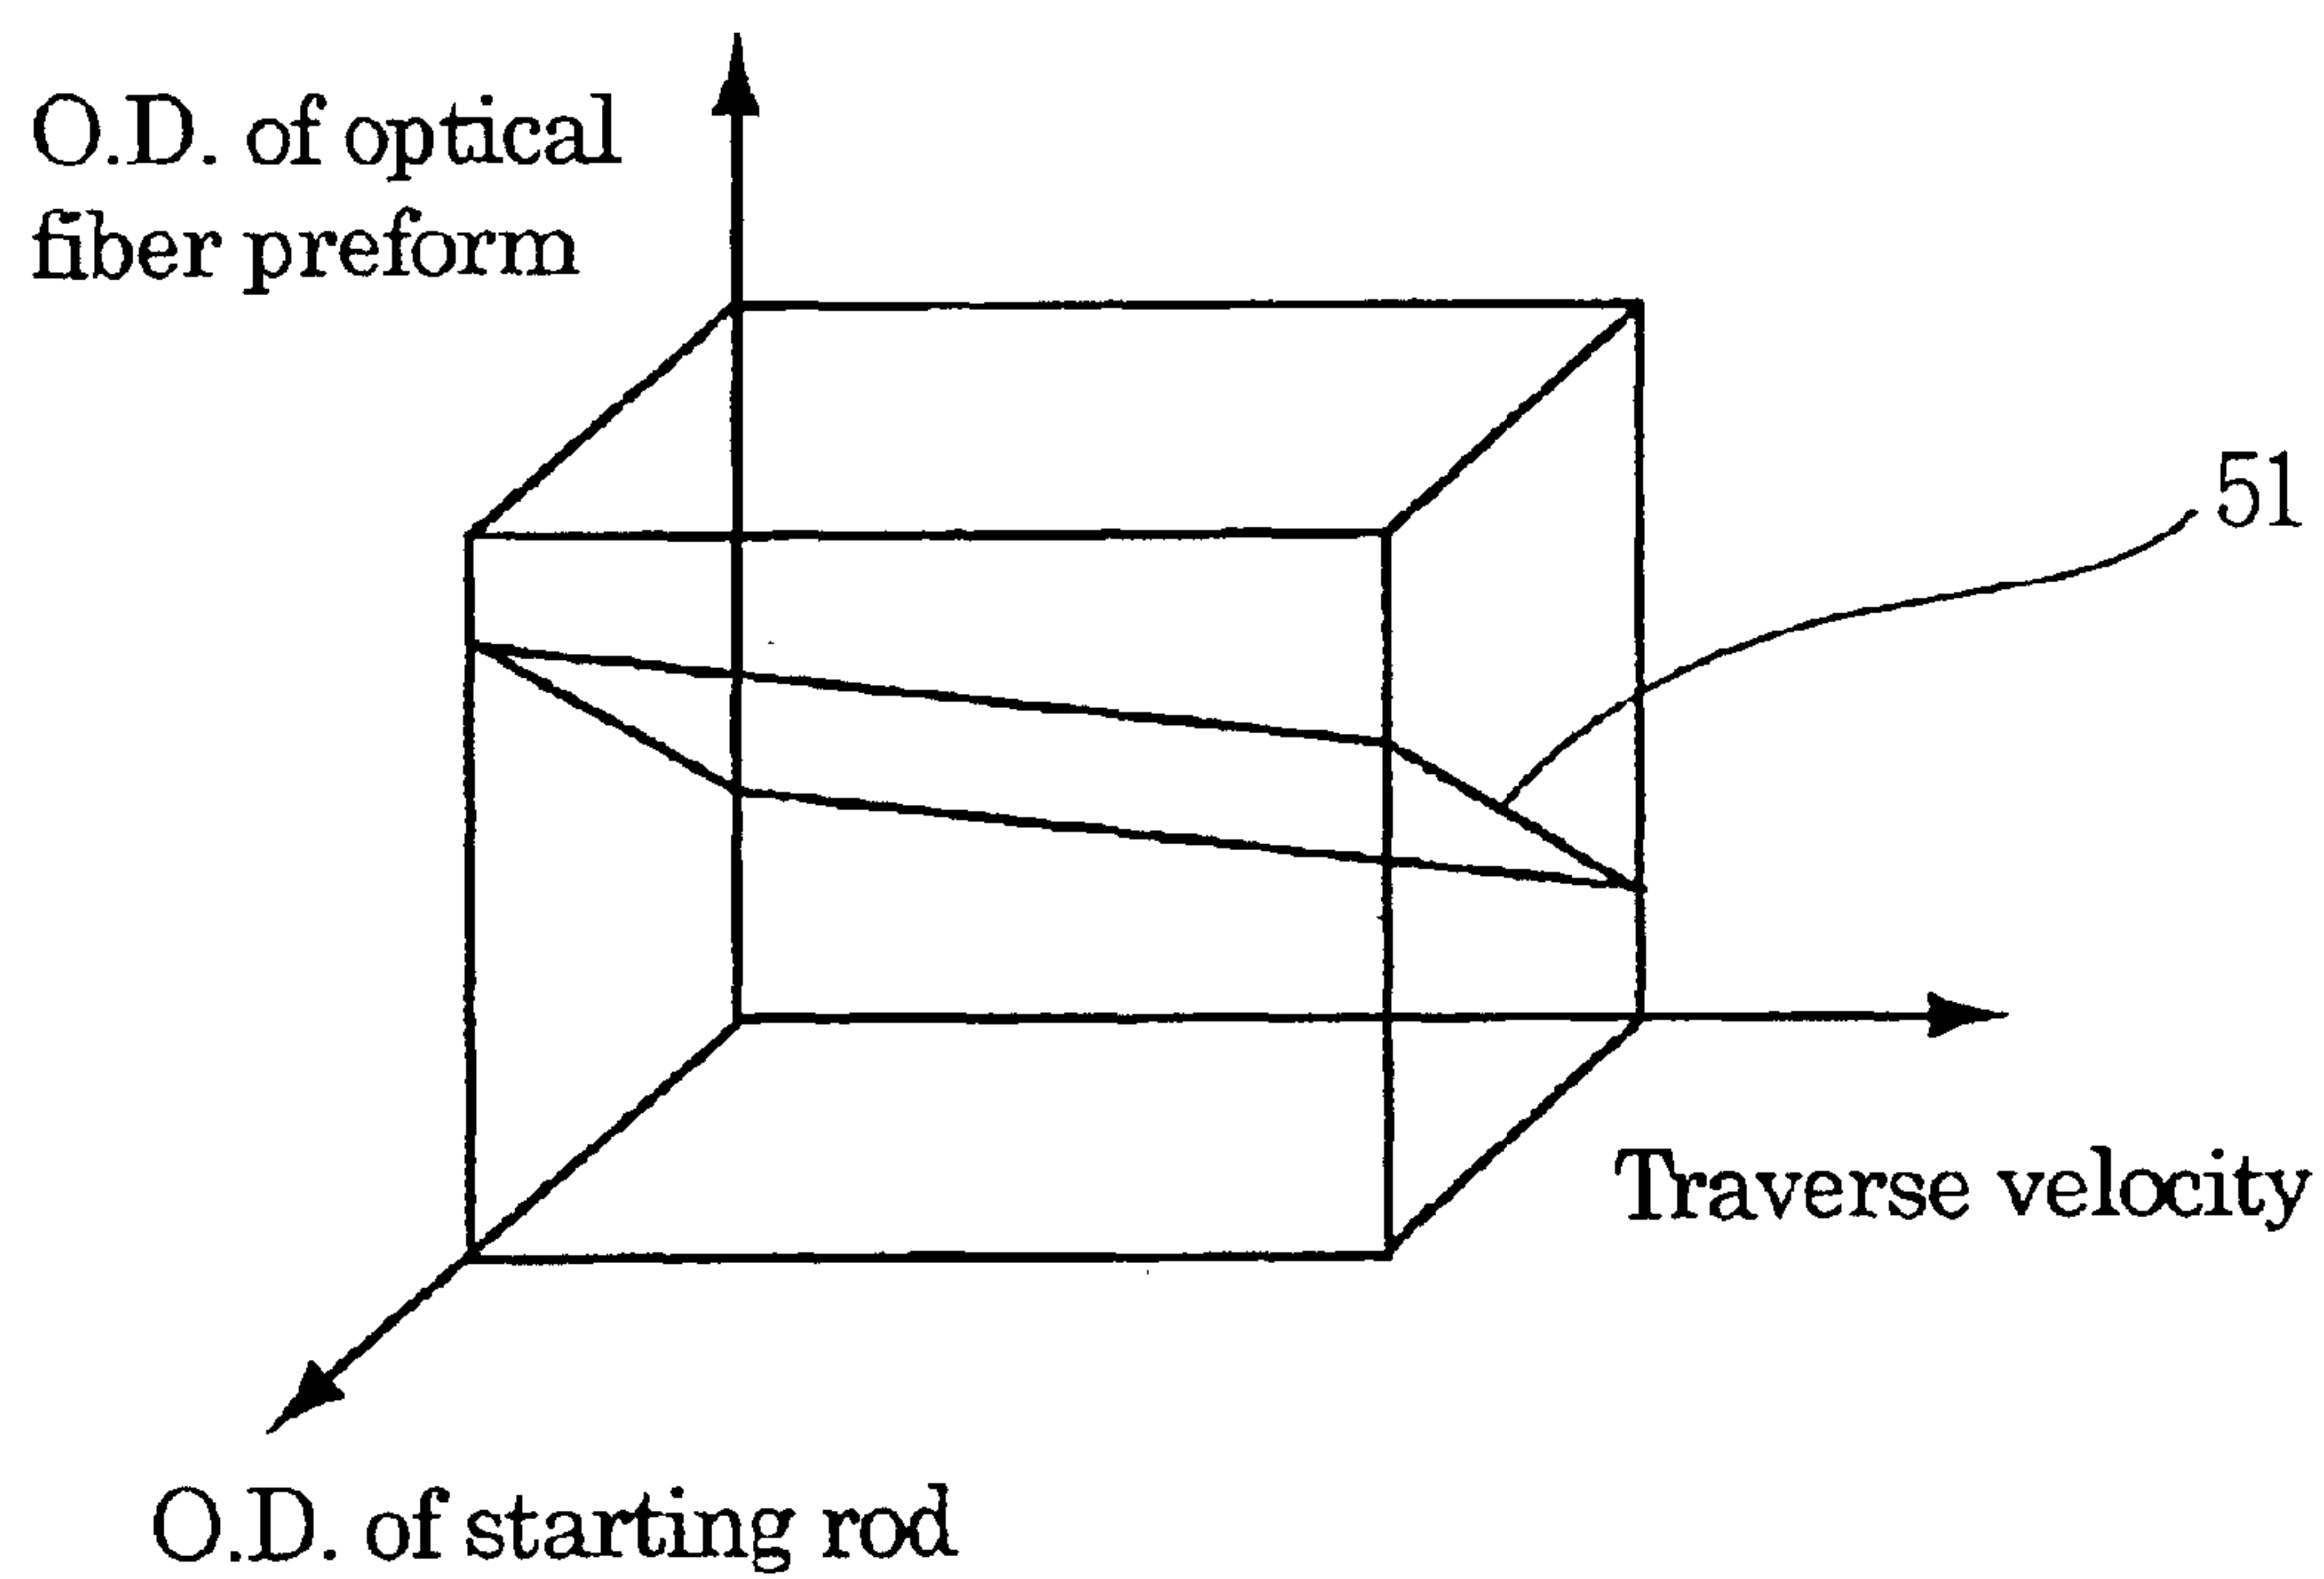 O.D. of optical
fiber preform
51
Traverse velocity
O.D. of starting rod